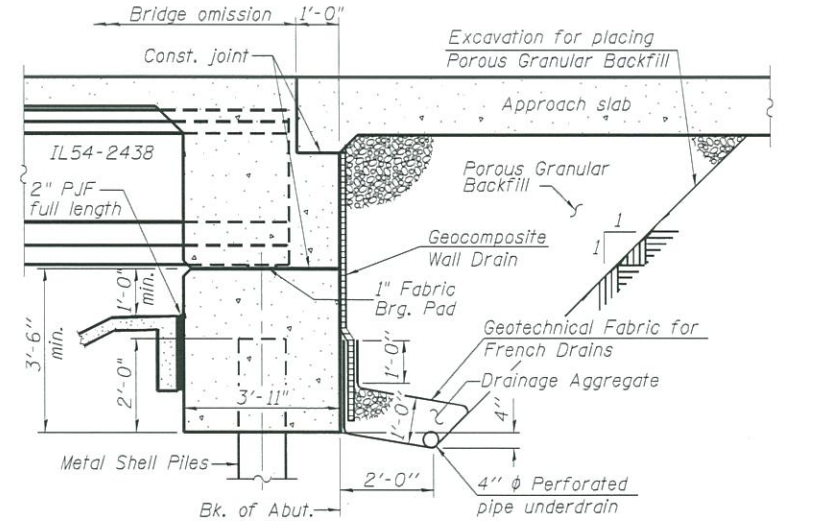 Bridge omission
1'-0"
Const. joint
Excavation for placing
Porous Granular Backfill
Approach slab
IL54-2438
2" PJF
full length
Porous Granular
Backfill
1
1
Geocomposite
Wall Drain
1'-0"
min.
1" Fabric
Brg. Pad
3'-6"
min.
Geotechnical Fabric for
French Drains
1'-0"
2'-0"
Drainage Aggregate
3'-11"
1'-0"
4"
Metal Shell Piles
2'-0"
4" ϕ Perforated
pipe underdrain
Bk. of Abut.